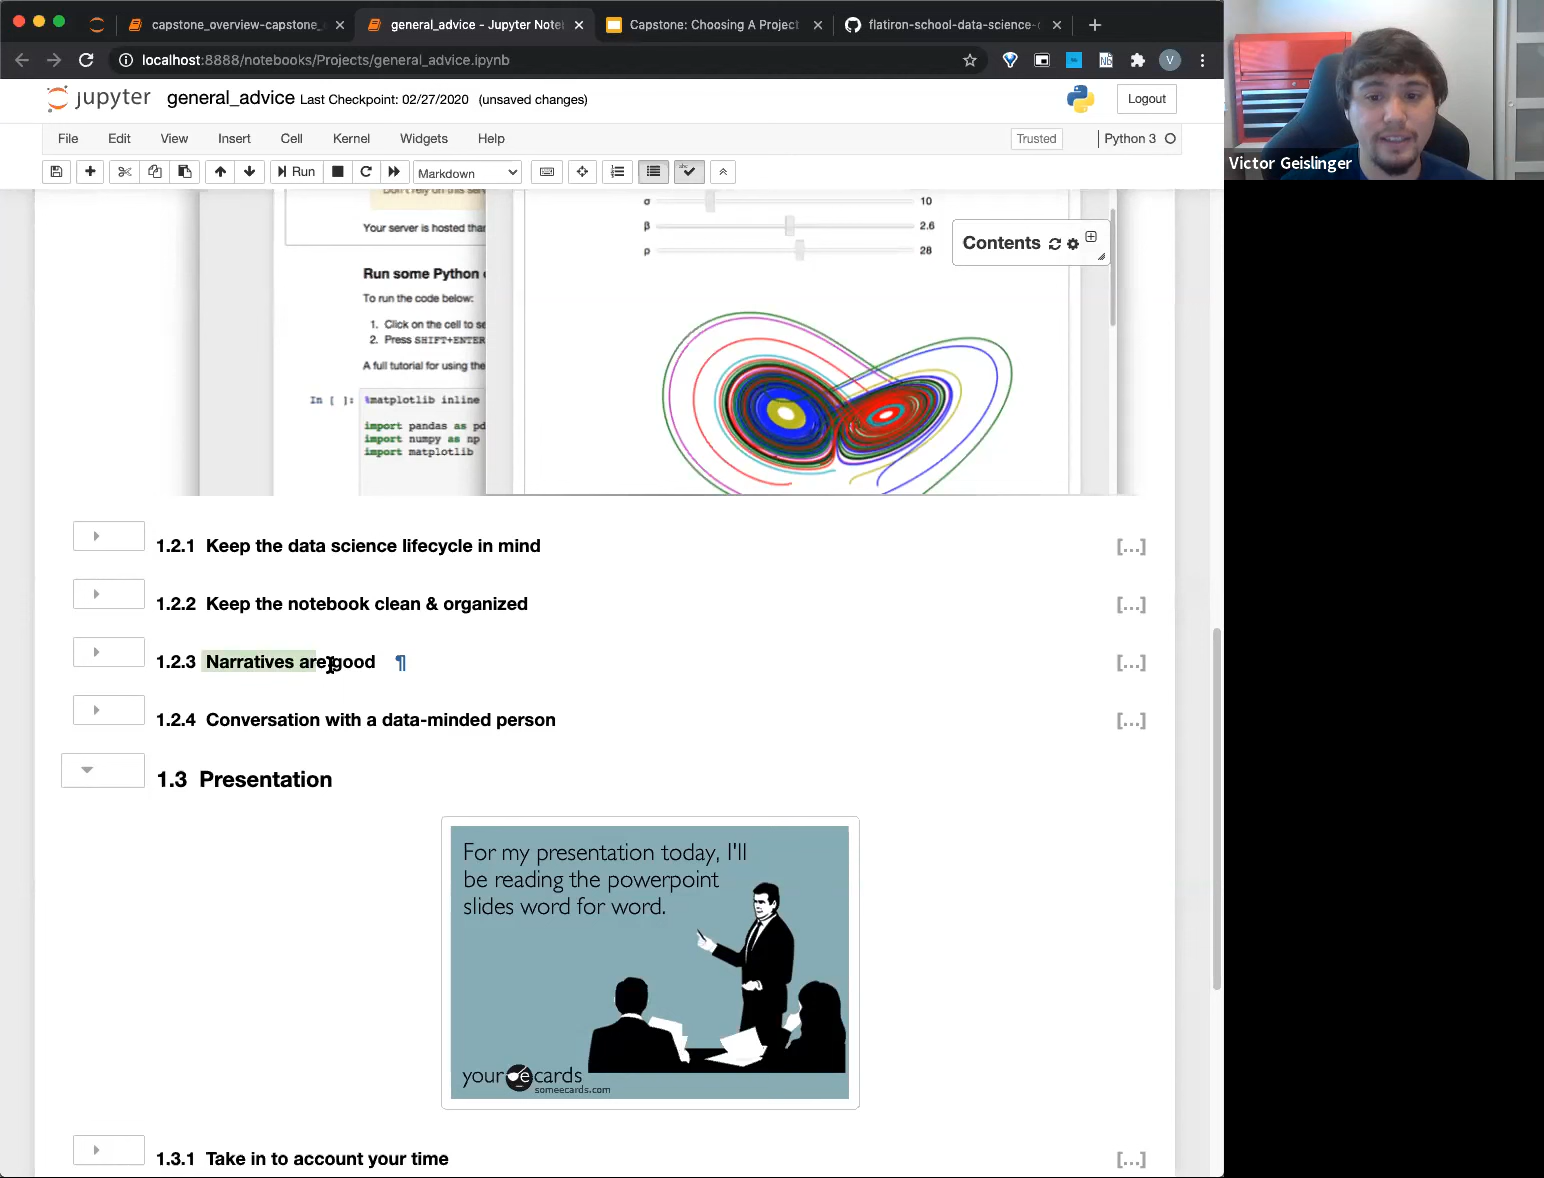 capstone_overview-capstone_
general_advice - Jupyter Note
Capstone: Choosing A Project
flatiron-school-data-science-
localhost:8888/notebooks/Projects/general_advice.ipynb
V
jupyter general_advice Last Checkpoint: 02/27/2020 (unsaved changes)
Logout
File Edit View Insert Cell Kernel Widgets Help
Trusted
Python 3
Run
Markdown
Victor Geislinger
Don't rely on this serv
Your server is hosted than
σ 10
β 2.6
ρ 28
Contents
Run some Python
To run the code below:
1. Click on the cell to se
2. Press SHIFT+ENTER
A full tutorial for using the
In [ ]: %matplotlib inline
import pandas as pd
import numpy as np
import matplotlib
1.2.1 Keep the data science lifecycle in mind
[...]
1.2.2 Keep the notebook clean & organized
[...]
1.2.3 Narratives are good ¶
[...]
1.2.4 Conversation with a data-minded person
[...]
1.3 Presentation
For my presentation today, I'll
be reading the powerpoint
slides word for word.
your e cards
someecards.com
1.3.1 Take in to account your time
[...]